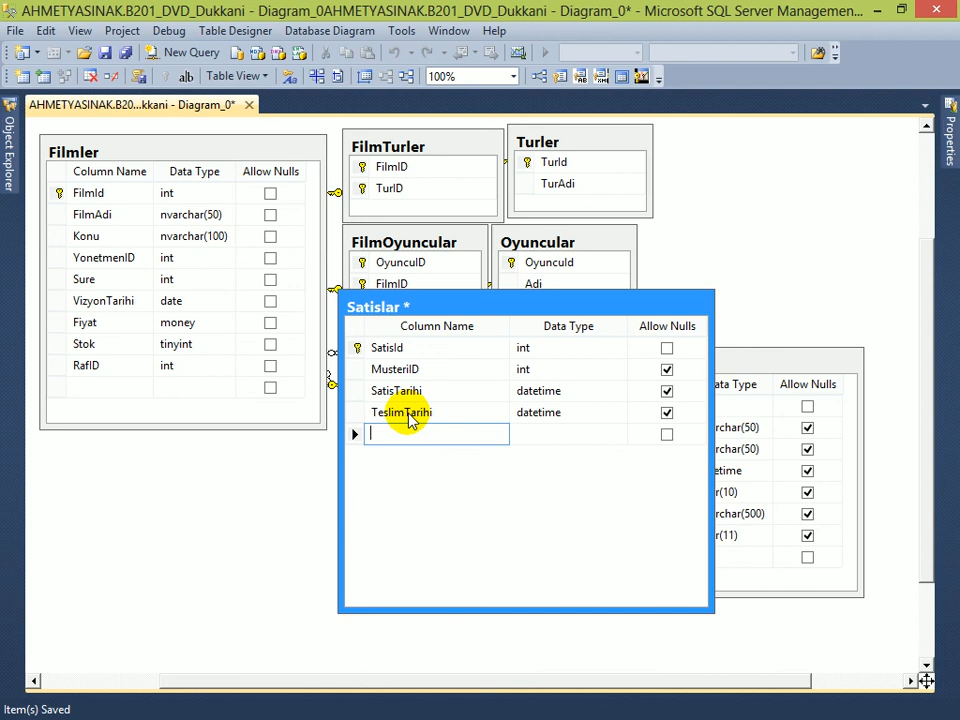 AHMETYASINAK.B201_DVD_Dukkani - Diagram_0AHMETYASINAK.B201_DVD_Dukkani - Diagram_0* - Microsoft SQL Server Managemen...
File Edit View Project Debug Table Designer Database Diagram Tools Window Help
New Query
Table View 100%
AHMETYASINAK.B20...kkani - Diagram_0*
Object Explorer
Properties
Filmler
Column Name Data Type Allow Nulls
FilmId int
FilmAdi nvarchar(50)
Konu nvarchar(100)
YonetmenID int
Sure int
VizyonTarihi date
Fiyat money
Stok tinyint
RafID int
FilmTurler
FilmID
TurID
Turler
TurId
TurAdi
FilmOyuncular
OyuncuID
FilmID
Oyuncular
OyuncuId
Adi
Satislar *
Column Name Data Type Allow Nulls
SatisId int
MusteriID int
SatisTarihi datetime
TeslimTarihi datetime
ata Type Allow Nulls
rchar(50)
rchar(50)
etime
r(10)
rchar(500)
r(11)
Item(s) Saved